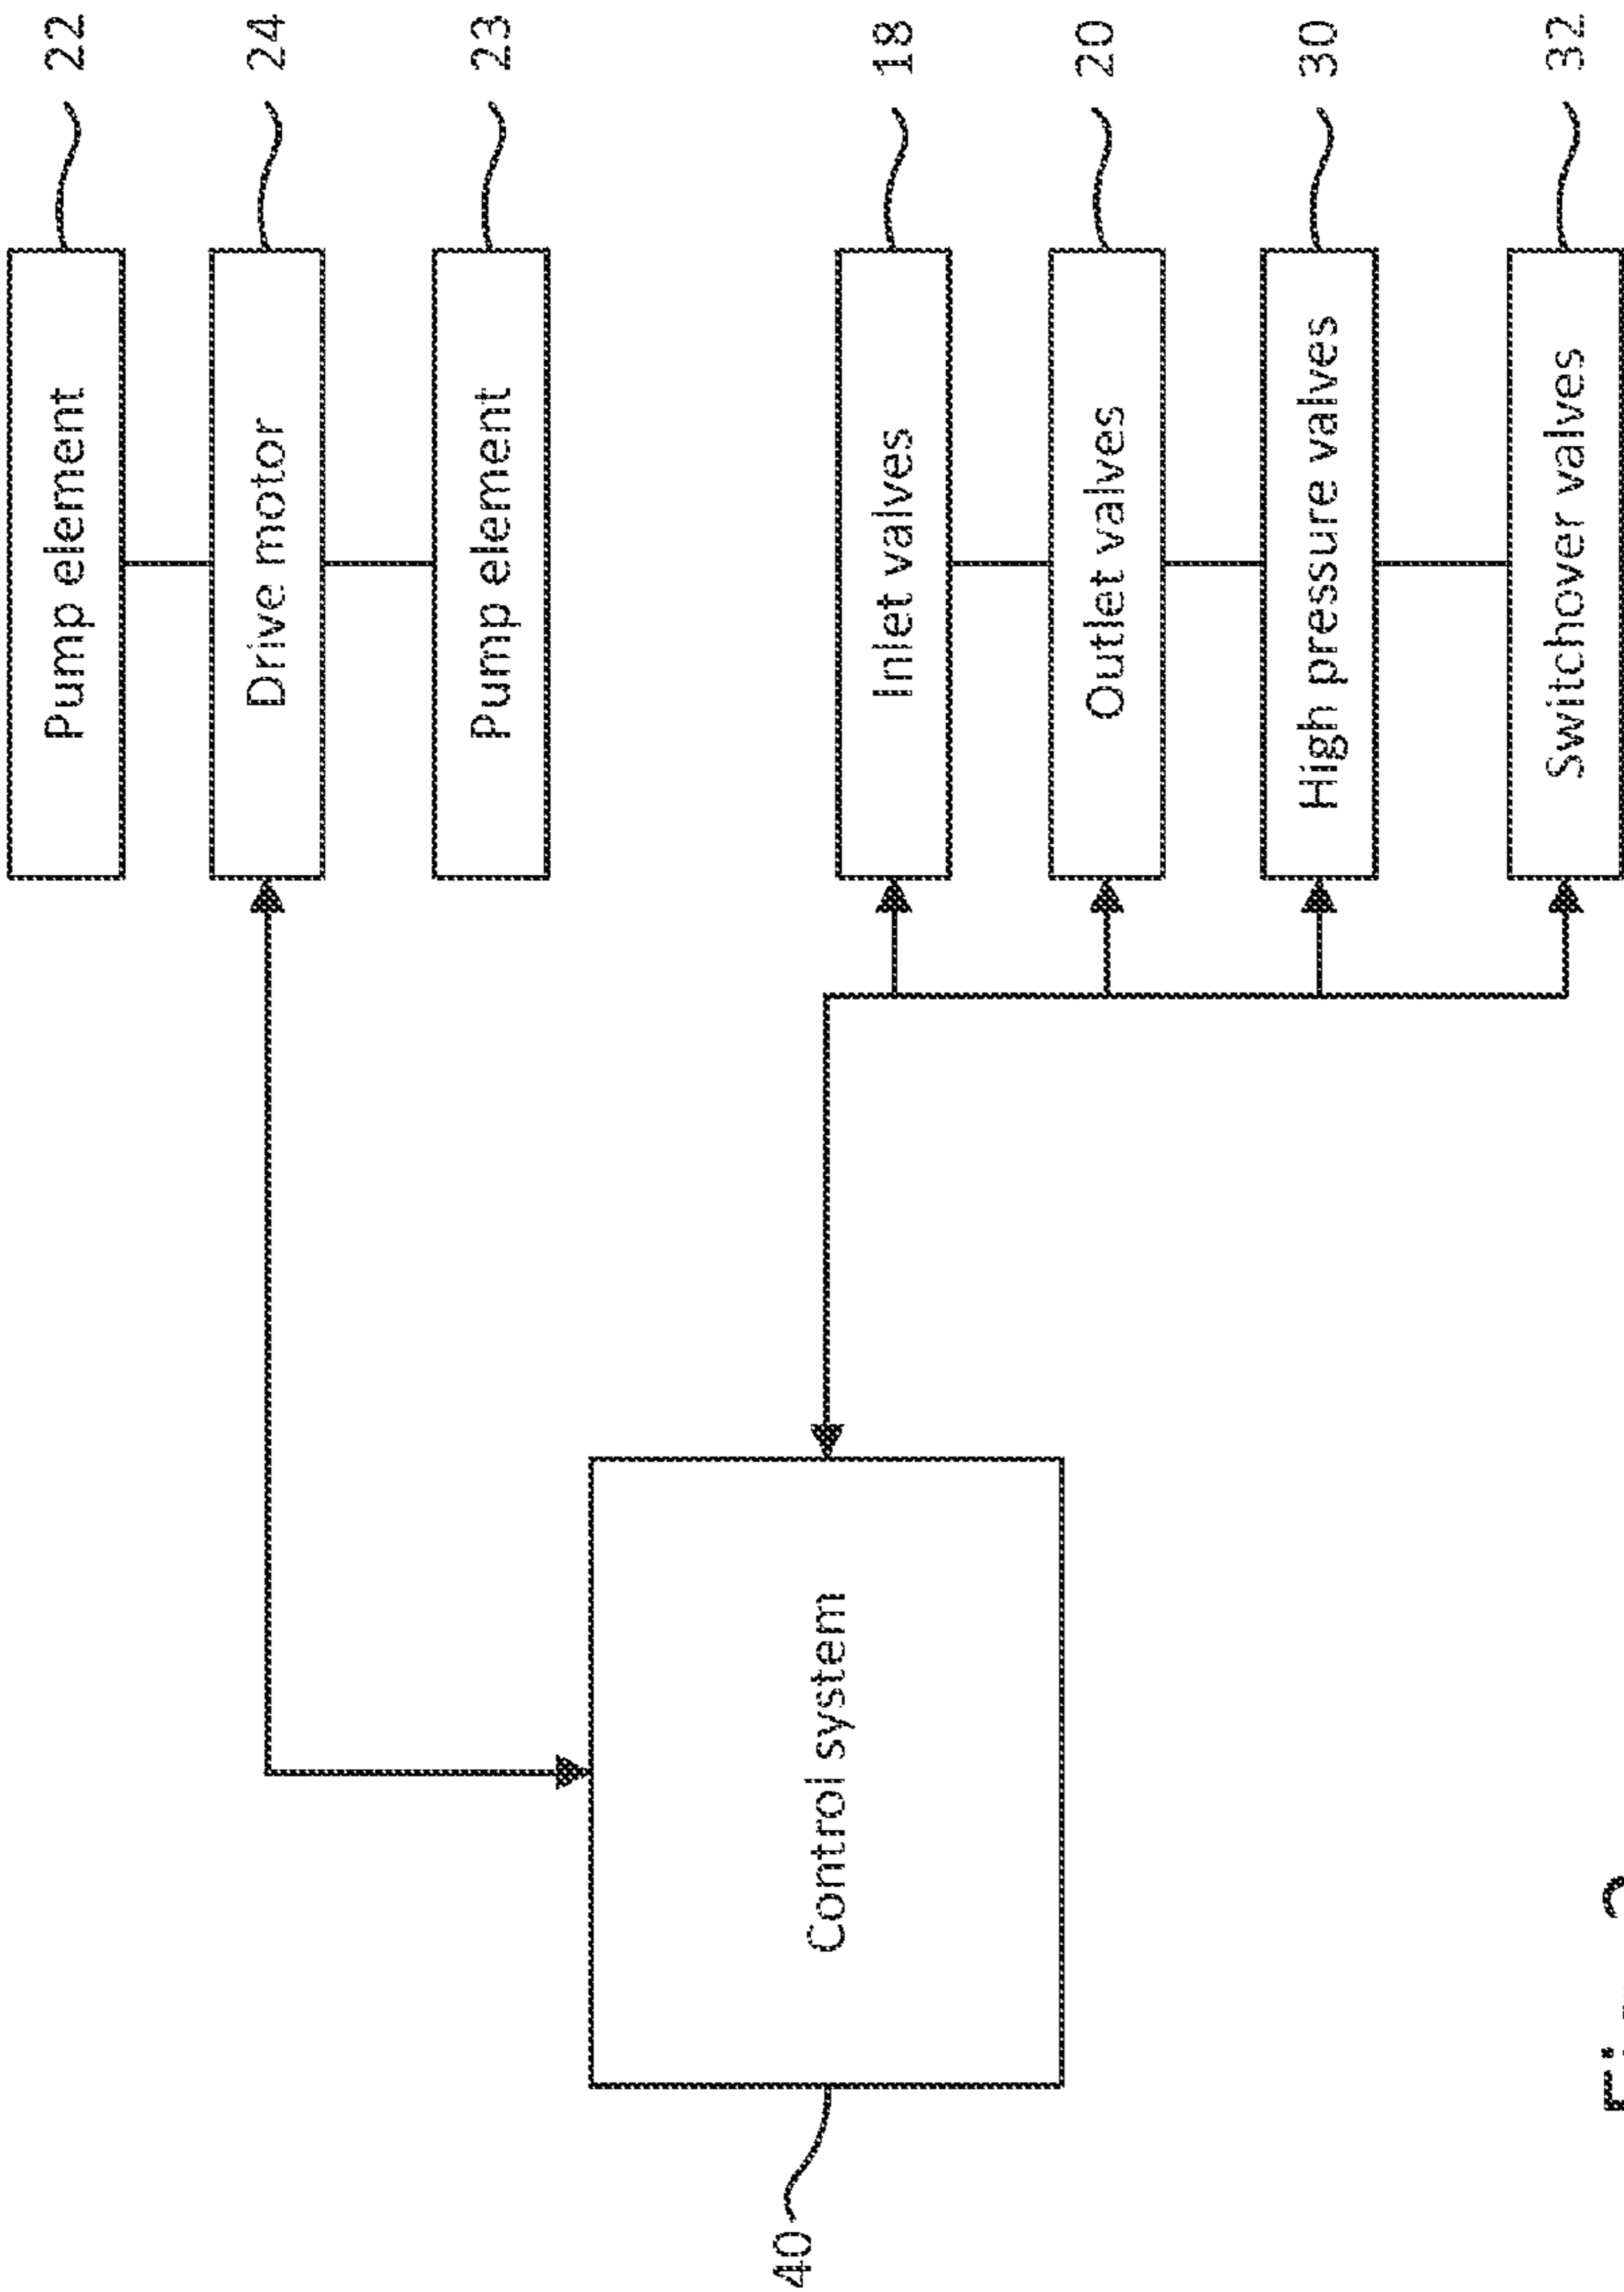 Pump element
22
Drive motor
24
Pump element
23
Control system
40
Inlet valves
18
Outlet valves
20
High pressure valves
30
Switchover valves
32